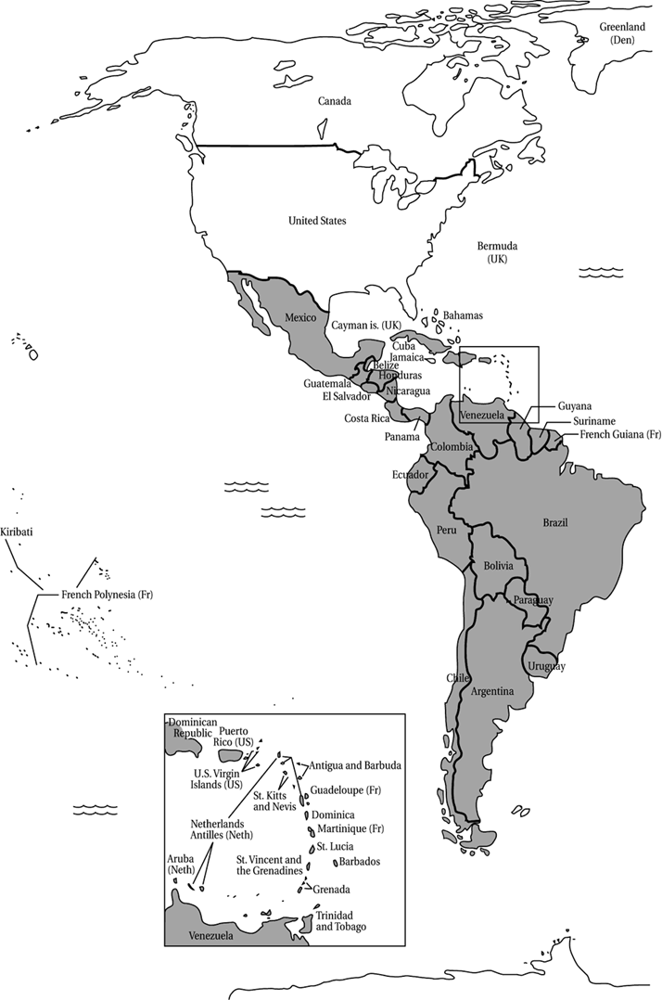 Greenland
(Den)
Canada
United States
Bermuda
(UK)
Mexico
Cayman is. (UK)
Bahamas
Cuba
Jamaica
Belize
Honduras
Guatemala
Nicaragua
El Salvador
Costa Rica
Panama
Venezuela
Guyana
Suriname
French Guiana (Fr)
Colombia
Ecuador
Peru
Brazil
Kiribati
French Polynesia (Fr)
Bolivia
Paraguay
Uruguay
Chile
Argentina
Dominican
Republic
Puerto
Rico (US)
U.S. Virgin
Islands (US)
St. Kitts
and Nevis
Antigua and Barbuda
Guadeloupe (Fr)
Dominica
Martinique (Fr)
Netherlands
Antilles (Neth)
St. Lucia
Barbados
Aruba
(Neth)
St. Vincent and
the Grenadines
Grenada
Trinidad
and Tobago
Venezuela